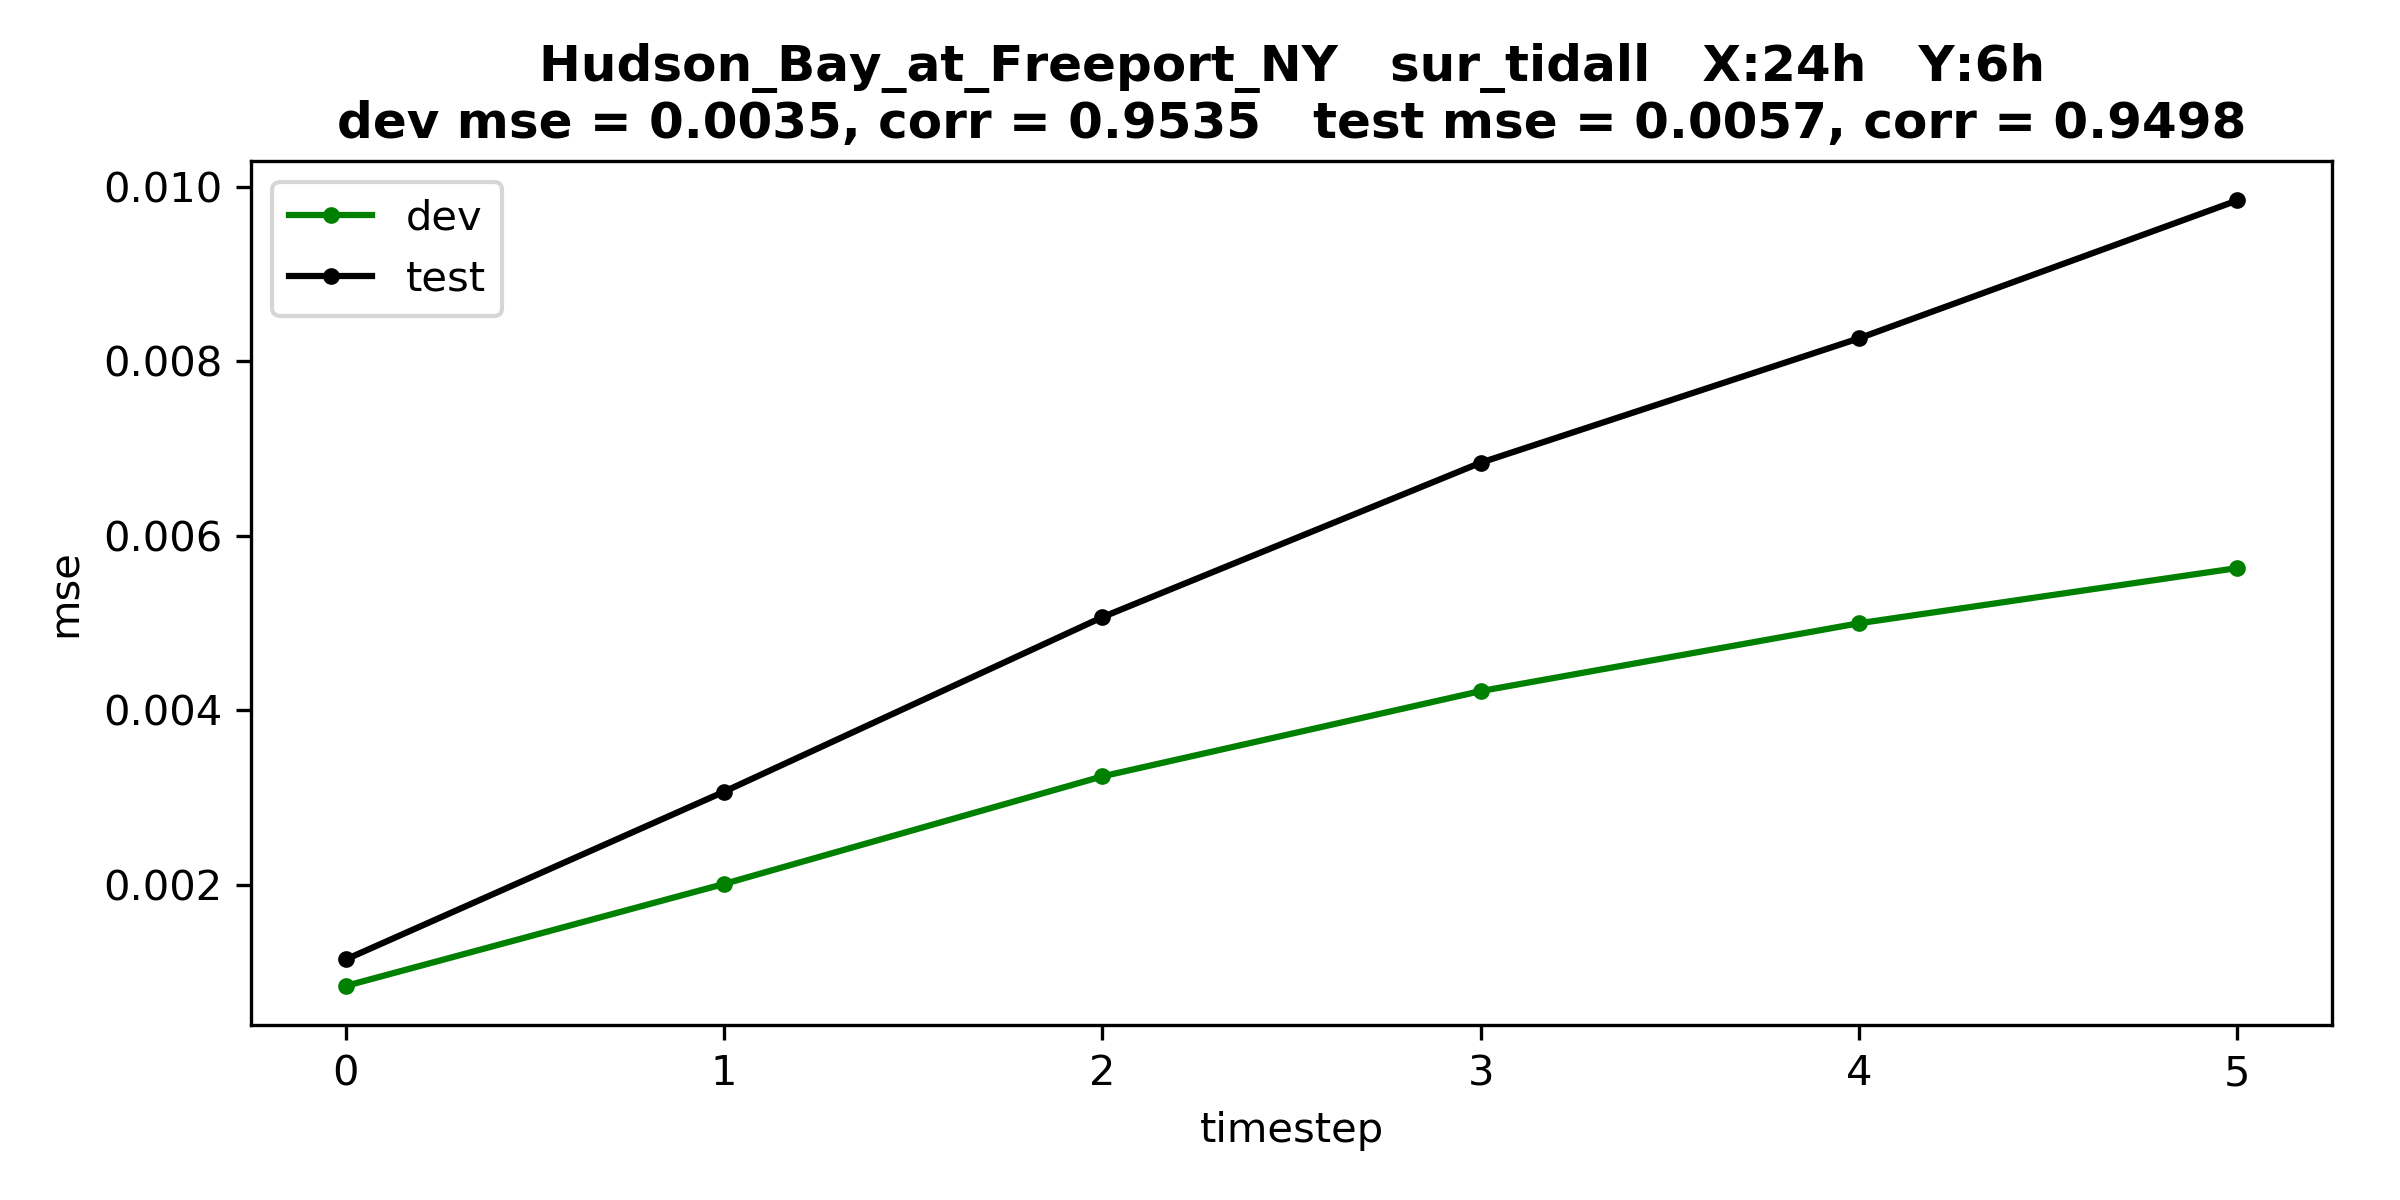 Hudson_Bay_at_Freeport_NY   sur_tidall   X:24h   Y:6h
dev mse = 0.0035, corr = 0.9535   test mse = 0.0057, corr = 0.9498
0.010
0.008
0.006
0.004
0.002
mse
dev
test
0 1 2 3 4 5
timestep